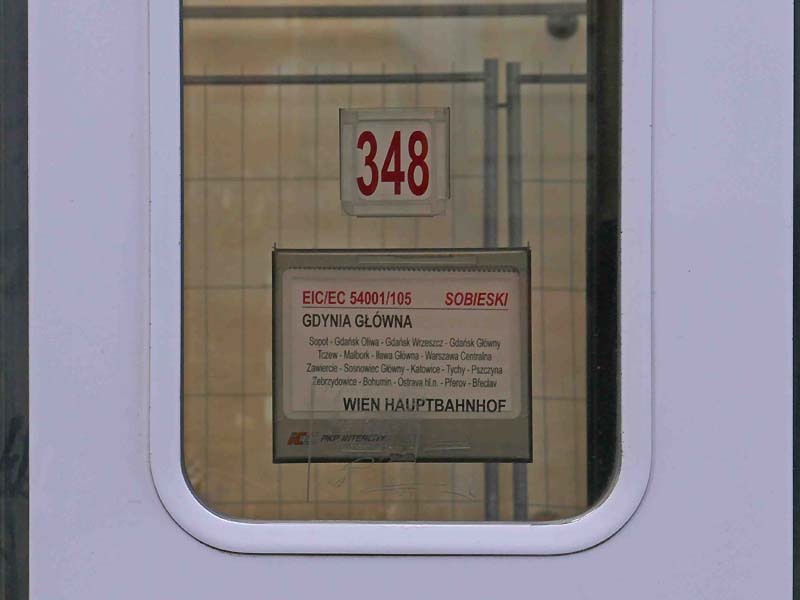 348
EIC/EC 54001/105 SOBIESKI
GDYNIA GŁÓWNA
Sopot - Gdańsk Oliwa - Gdańsk Wrzeszcz - Gdańsk Główny
Tczew - Malbork - Iława Główna - Warszawa Centralna
Zawiercie - Sosnowiec Główny - Katowice - Tychy - Pszczyna
Zebrzydowice - Bohumin - Ostrava hl.n. - Přerov - Břeclav
WIEN HAUPTBAHNHOF
PKP INTERCITY